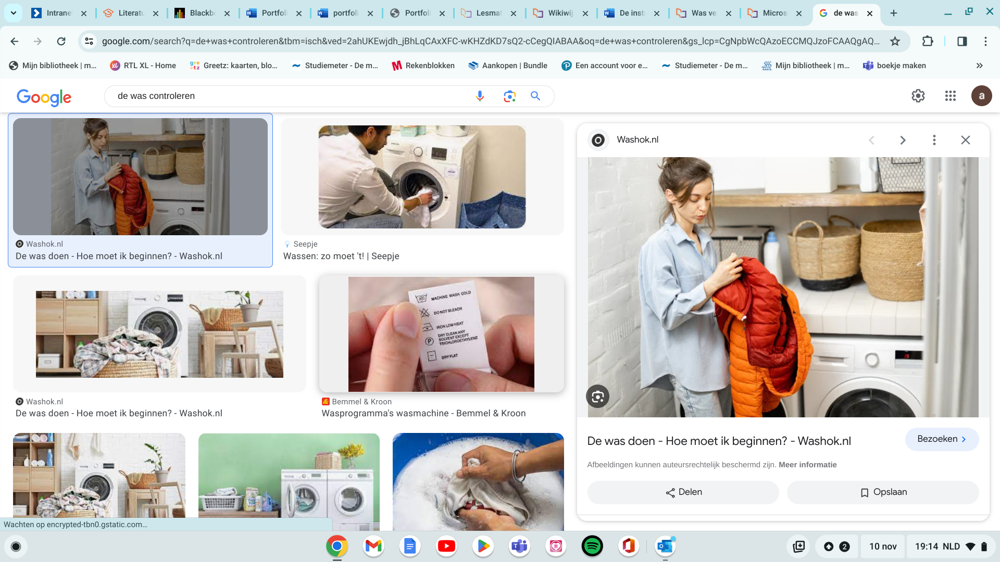 Intrane
Literatu
Blackbo
Portfoli
portfoli
Portfoli
Lesmat
Wikiwij
De inst
Was ve
Micros
de was
google.com/search?q=de+was+controleren&tbm=isch&ved=2ahUKEwjdh_jBhLqCAxXFC-wKHZdKD7sQ2-cCegQIABAA&oq=de+was+controleren&gs_lcp=CgNpbWcQAzoECCMQJzoFCAAQgAQ...
Mijn bibliotheek | m...
RTL XL - Home
Greetz: kaarten, blo...
Studiemeter - De m...
Rekenblokken
Aankopen | Bundle
Een account voor e...
Studiemeter - De m...
Mijn bibliotheek | m...
boekje maken
Google
de was controleren
a
Washok.nl
De was doen - Hoe moet ik beginnen? - Washok.nl
Seepje
Wassen: zo moet 't! | Seepje
Washok.nl
MACHINE WASH COLD
DO NOT BLEACH
IRON LOW HEAT
DRY CLEAN ANY
SOLVENT EXCEPT
TRICHLOROETHYLENE
P
DRY FLAT
Washok.nl
De was doen - Hoe moet ik beginnen? - Washok.nl
Bemmel & Kroon
Wasprogramma's wasmachine - Bemmel & Kroon
De was doen - Hoe moet ik beginnen? - Washok.nl
Bezoeken
Afbeeldingen kunnen auteursrechtelijk beschermd zijn. Meer informatie
Delen
Opslaan
Wachten op encrypted-tbn0.gstatic.com...
2
10 nov
19:14 NLD